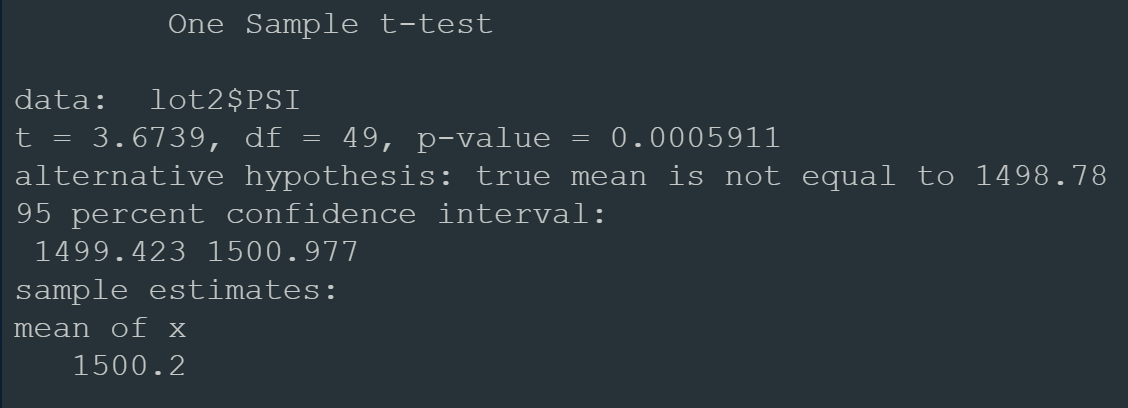 One Sample t-test
data: lot2$PSI
t = 3.6739, df = 49, p-value = 0.0005911
alternative hypothesis: true mean is not equal to 1498.78
95 percent confidence interval:
1499.423 1500.977
sample estimates:
mean of x
1500.2